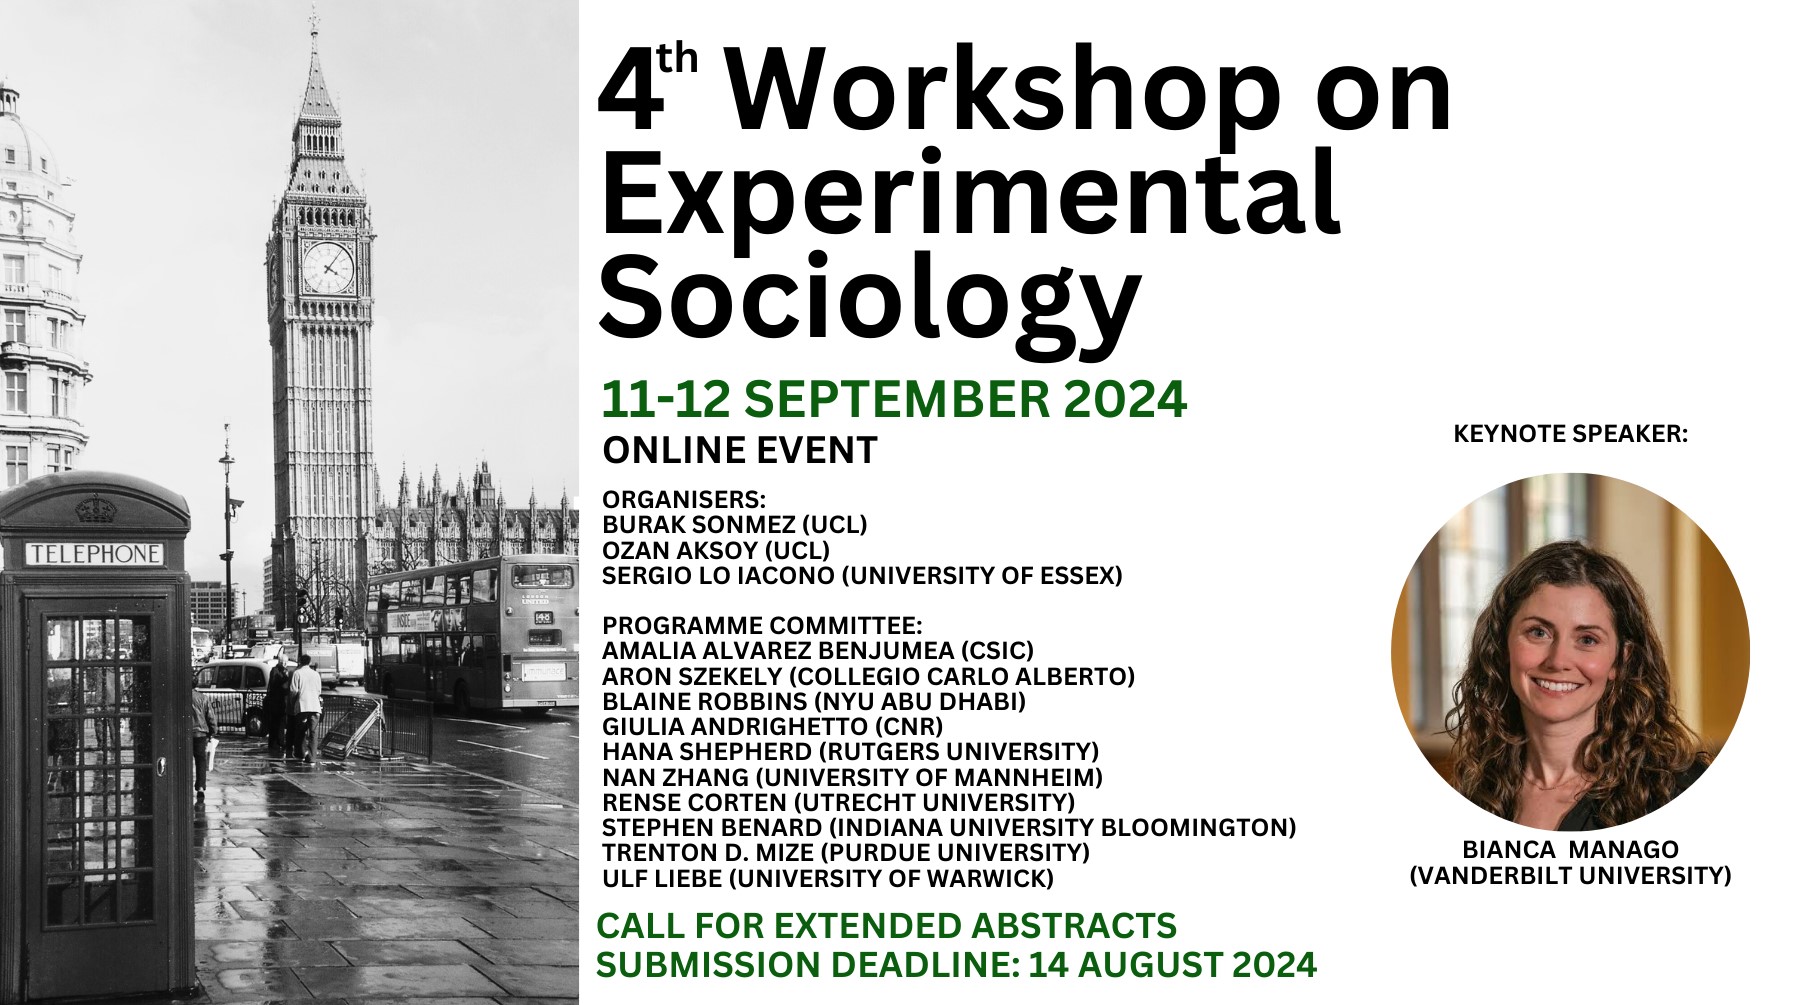 4th Workshop on
Experimental
Sociology
11-12 SEPTEMBER 2024
ONLINE EVENT
ORGANISERS:
BURAK SONMEZ (UCL)
OZAN AKSOY (UCL)
SERGIO LO IACONO (UNIVERSITY OF ESSEX)
PROGRAMME COMMITTEE:
AMALIA ALVAREZ BENJUMEA (CSIC)
ARON SZEKELY (COLLEGIO CARLO ALBERTO)
BLAINE ROBBINS (NYU ABU DHABI)
GIULIA ANDRIGHETTO (CNR)
HANA SHEPHERD (RUTGERS UNIVERSITY)
NAN ZHANG (UNIVERSITY OF MANNHEIM)
RENSE CORTEN (UTRECHT UNIVERSITY)
STEPHEN BENARD (INDIANA UNIVERSITY BLOOMINGTON)
TRENTON D. MIZE (PURDUE UNIVERSITY)
ULF LIEBE (UNIVERSITY OF WARWICK)
CALL FOR EXTENDED ABSTRACTS
SUBMISSION DEADLINE: 14 AUGUST 2024
KEYNOTE SPEAKER:
BIANCA MANAGO
(VANDERBILT UNIVERSITY)
TELEPHONE